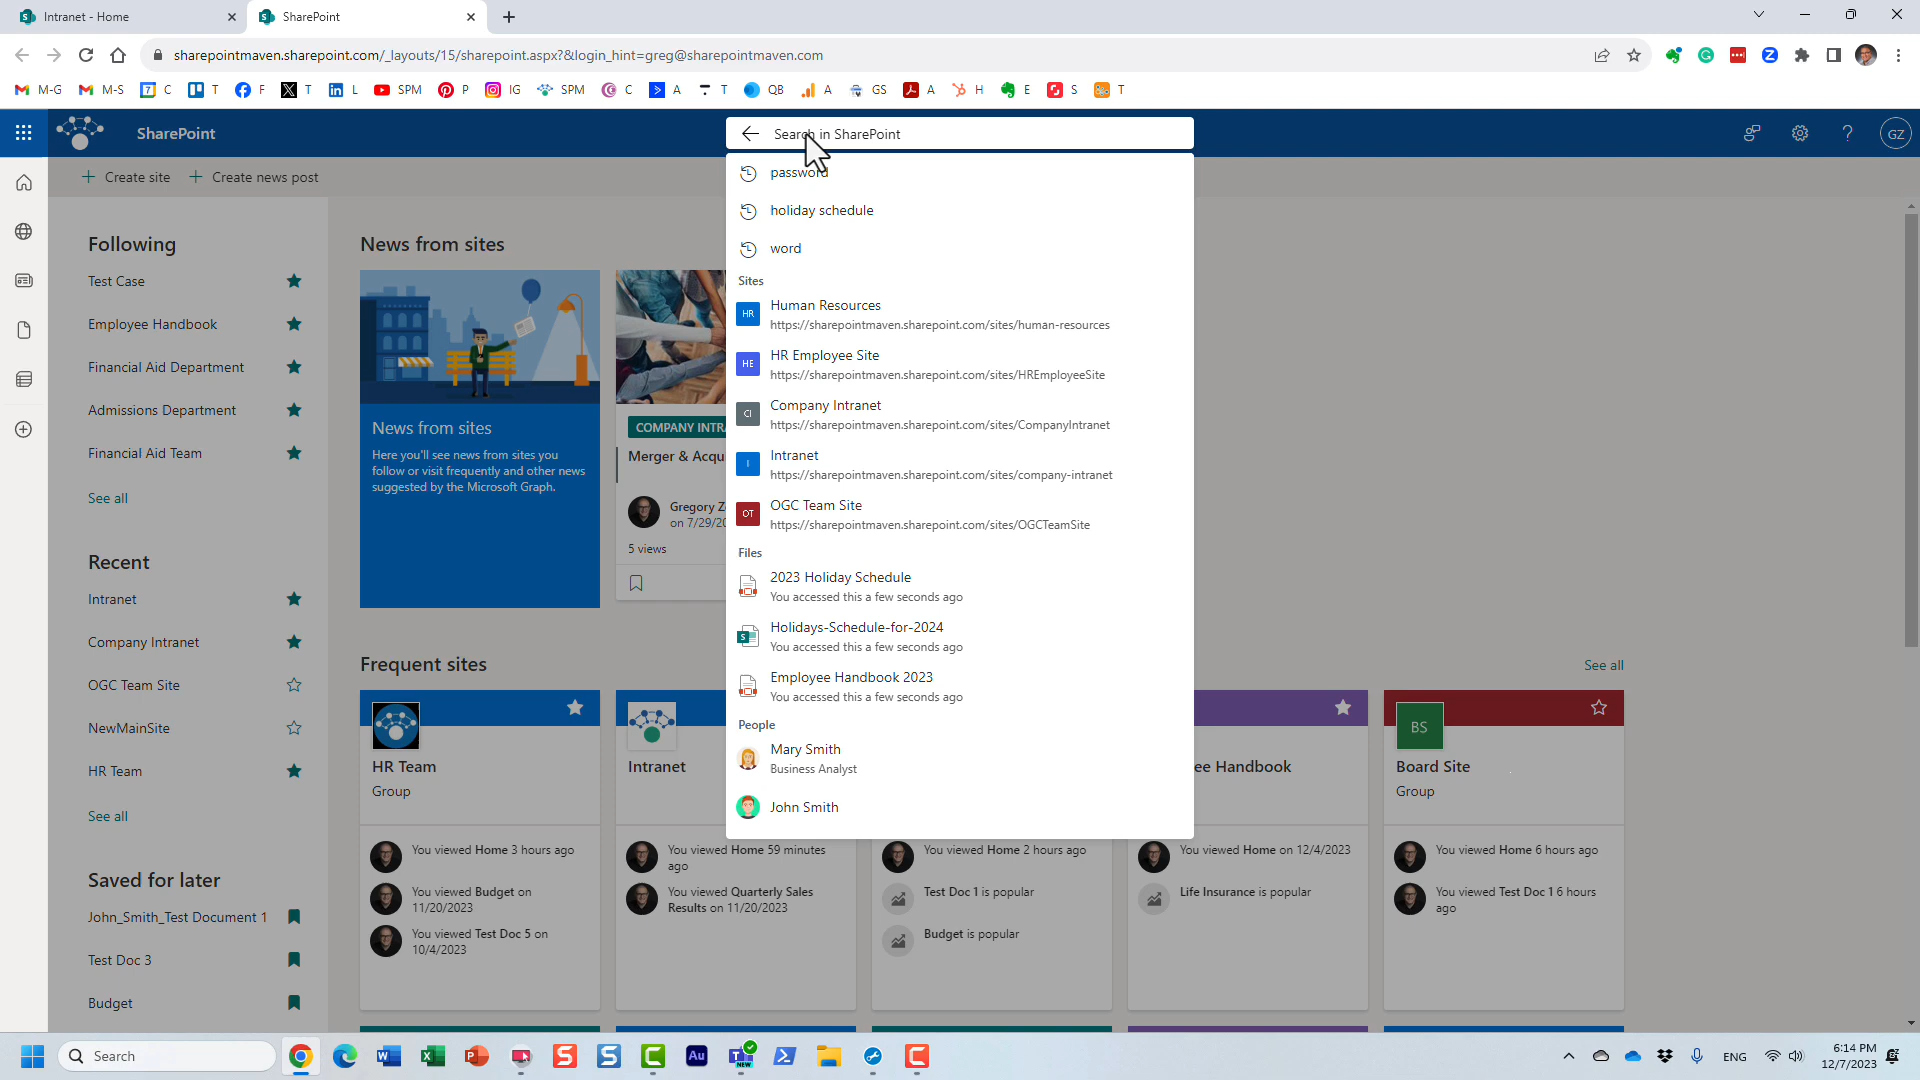 Intranet - Home
SharePoint
sharepointmaven.sharepoint.com/_layouts/15/sharepoint.aspx?&login_hint=greg@sharepointmaven.com
M-G M-S C T F T L SPM P IG SPM C A T QB A GS A H E S T
SharePoint
Search in SharePoint
GZ
Create site
Create news post
Following
Test Case
Employee Handbook
Financial Aid Department
Admissions Department
Financial Aid Team
See all
Recent
Intranet
Company Intranet
OGC Team Site
NewMainSite
HR Team
See all
Saved for later
John_Smith_Test Document 1
Test Doc 3
Budget
News from sites
News from sites
Here you'll see news from sites you
follow or visit frequently and other news
suggested by the Microsoft Graph.
COMPANY INTRA
Merger & Acqu
Gregory Z
on 7/29/20
5 views
password
holiday schedule
word
Sites
HR
Human Resources
https://sharepointmaven.sharepoint.com/sites/human-resources
HE
HR Employee Site
https://sharepointmaven.sharepoint.com/sites/HREmployeeSite
CI
Company Intranet
https://sharepointmaven.sharepoint.com/sites/CompanyIntranet
I
Intranet
https://sharepointmaven.sharepoint.com/sites/company-intranet
OT
OGC Team Site
https://sharepointmaven.sharepoint.com/sites/OGCTeamSite
Files
2023 Holiday Schedule
You accessed this a few seconds ago
Holidays-Schedule-for-2024
You accessed this a few seconds ago
Employee Handbook 2023
You accessed this a few seconds ago
People
Mary Smith
Business Analyst
John Smith
Frequent sites
See all
HR Team
Group
You viewed Home 3 hours ago
You viewed Budget on
11/20/2023
You viewed Test Doc 5 on
10/4/2023
Intranet
You viewed Home 59 minutes
ago
You viewed Quarterly Sales
Results on 11/20/2023
You viewed Home 2 hours ago
Test Doc 1 is popular
Budget is popular
ee Handbook
You viewed Home on 12/4/2023
Life Insurance is popular
BS
Board Site
Group
You viewed Home 6 hours ago
You viewed Test Doc 1 6 hours
ago
Search
ENG
6:14 PM
12/7/2023